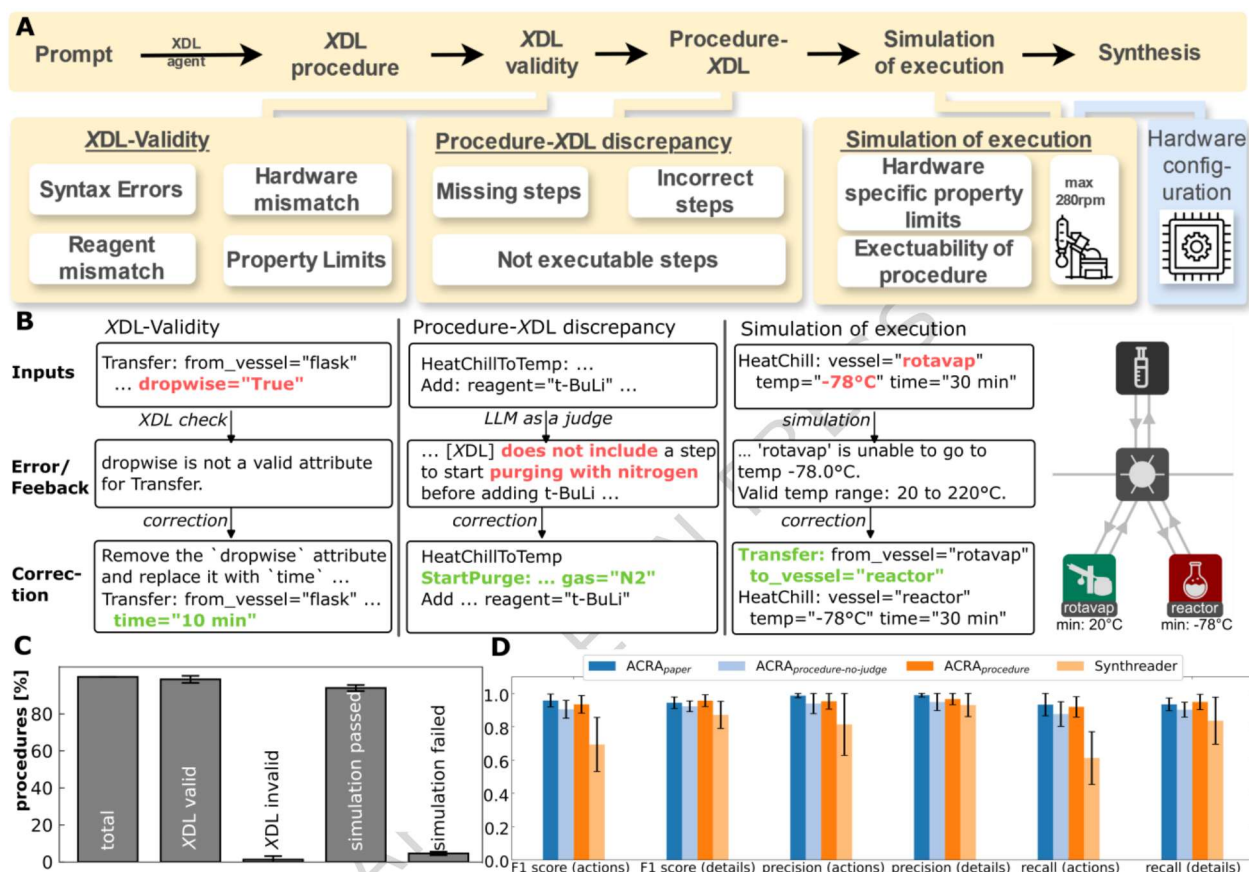 A
Prompt
XDL
agent
XDL
procedure
XDL
validity
Procedure-
XDL
Simulation
of execution
Synthesis
XDL-Validity
Syntax Errors
Hardware
mismatch
Reagent
mismatch
Property Limits
Procedure-XDL discrepancy
Missing steps
Incorrect
steps
Not executable steps
Simulation of execution
Hardware
specific property
limits
Exectuability of
procedure
max
280rpm
Hardware
config-
uration
B
XDL-Validity
Procedure-XDL discrepancy
Simulation of execution
Inputs
Transfer: from_vessel="flask"
... dropwise="True"
HeatChillToTemp: ...
Add: reagent="t-BuLi" ...
HeatChill: vessel="rotavap"
temp="-78°C" time="30 min"
XDL check
LLM as a judge
simulation
Error/
Feeback
dropwise is not a valid attribute
for Transfer.
... [XDL] does not include a step
to start purging with nitrogen
before adding t-BuLi ...
... 'rotavap' is unable to go to
temp -78.0°C.
Valid temp range: 20 to 220°C.
correction
correction
correction
Correc-
tion
Remove the `dropwise` attribute
and replace it with `time` ...
Transfer: from_vessel="flask" ...
time="10 min"
HeatChillToTemp
StartPurge: ... gas="N2"
Add ... reagent="t-BuLi"
Transfer: from_vessel="rotavap"
to_vessel="reactor"
HeatChill: vessel="reactor"
temp="-78°C" time="30 min"
rotavap
min: 20°C
reactor
min: -78°C
C
procedures [%]
80
60
40
20
0
total
XDL valid
XDL invalid
simulation passed
simulation failed
D
ACRApaper
ACRAprocedure-no-judge
ACRAprocedure
Synthreader
1.0
0.8
0.6
0.4
0.2
0.0
F1 score (actions)
F1 score (details)
precision (actions)
precision (details)
recall (actions)
recall (details)